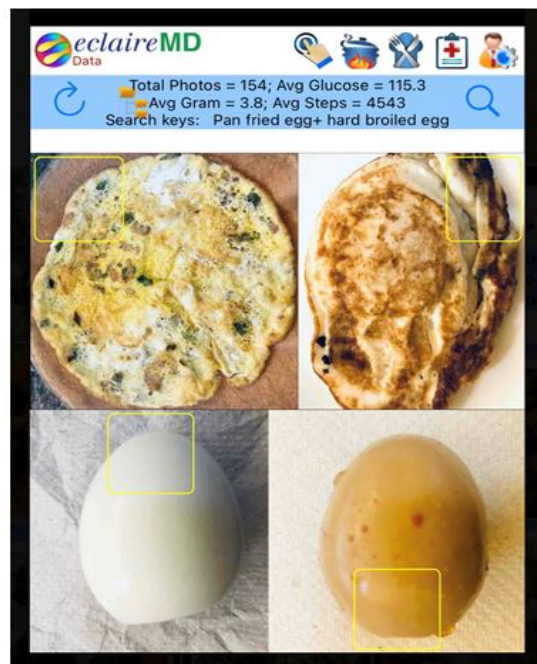 eclaireMD
Data
Total Photos = 154; Avg Glucose = 115.3
Avg Gram = 3.8; Avg Steps = 4543
Search keys: Pan fried egg+ hard broiled egg